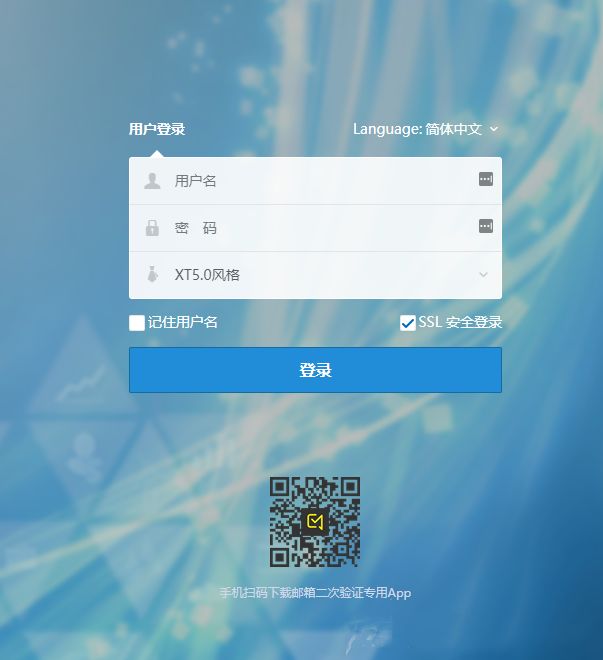 用户登录
Language: 简体中文
用户名
密 码
XT5.0风格
记住用户名
SSL 安全登录
登录
手机扫码下载邮箱二次验证专用App